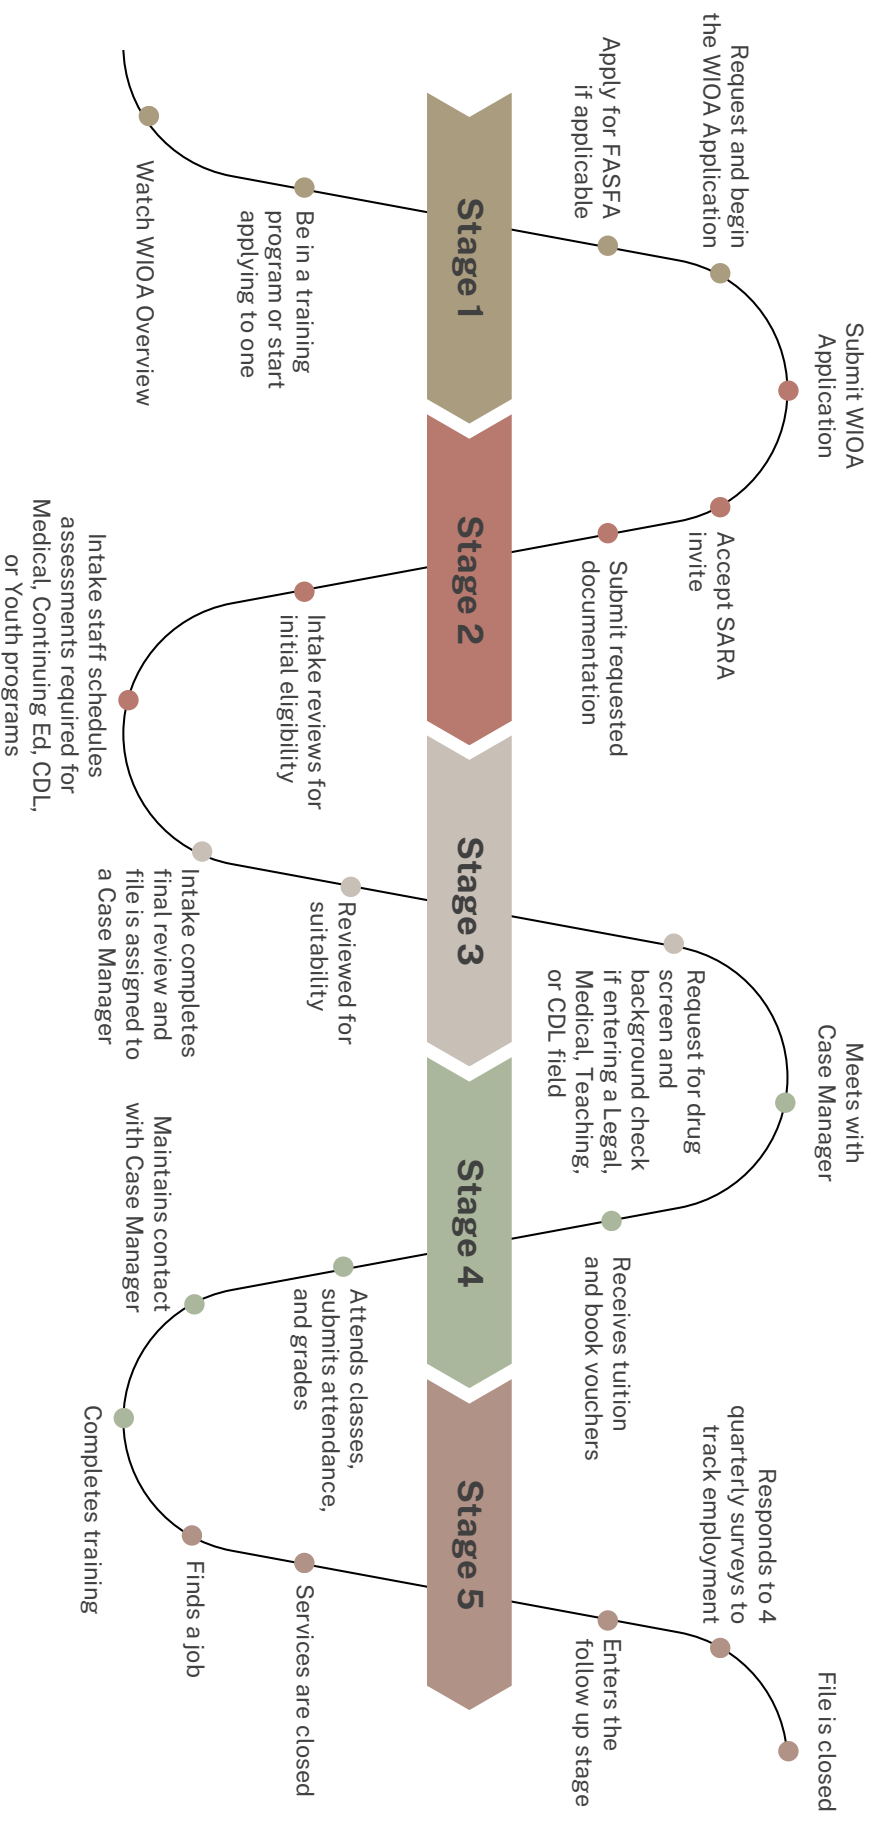 Stage 1
Watch WIOA Overview
Be in a training
program or start
applying to one
Apply for FASFA
if applicable
Request and begin
the WIOA Application
Stage 2
Submit WIOA
Application
Accept SARA
invite
Submit requested
documentation
Intake reviews for
initial eligibility
Intake staff schedules
assessments required for
Medical, Continuing Ed, CDL,
or Youth programs
Stage 3
Intake completes
final review and
file is assigned to
a Case Manager
Reviewed for
suitability
Request for drug
screen and
background check
if entering a Legal,
Medical, Teaching,
or CDL field
Stage 4
Meets with
Case Manager
Receives tuition
and book vouchers
Attends classes,
submits attendance,
and grades
Maintains contact
with Case Manager
Completes training
Stage 5
Finds a job
Services are closed
Enters the
follow up stage
Responds to 4
quarterly surveys to
track employment
File is closed